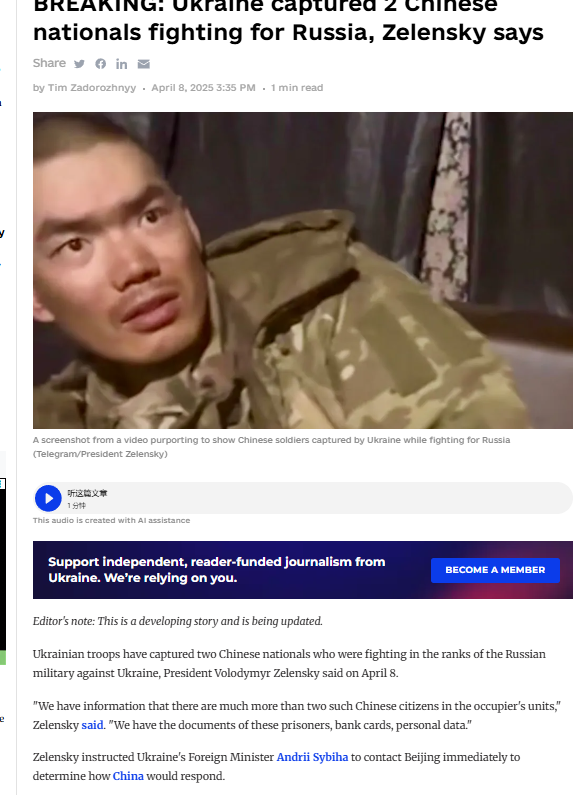 BREAKING: Ukraine captured 2 Chinese
nationals fighting for Russia, Zelensky says
Share
by Tim Zadorozhnyy · April 8, 2025 3:35 PM · 1 min read
A screenshot from a video purporting to show Chinese soldiers captured by Ukraine while fighting for Russia
(Telegram/President Zelensky)
听这篇文章
1 分钟
This audio is created with AI assistance
Support independent, reader-funded journalism from
Ukraine. We're relying on you.
BECOME A MEMBER
Editor's note: This is a developing story and is being updated.
Ukrainian troops have captured two Chinese nationals who were fighting in the ranks of the Russian
military against Ukraine, President Volodymyr Zelensky said on April 8.
"We have information that there are much more than two such Chinese citizens in the occupier's units,"
Zelensky said. "We have the documents of these prisoners, bank cards, personal data."
Zelensky instructed Ukraine's Foreign Minister Andrii Sybiha to contact Beijing immediately to
determine how China would respond.